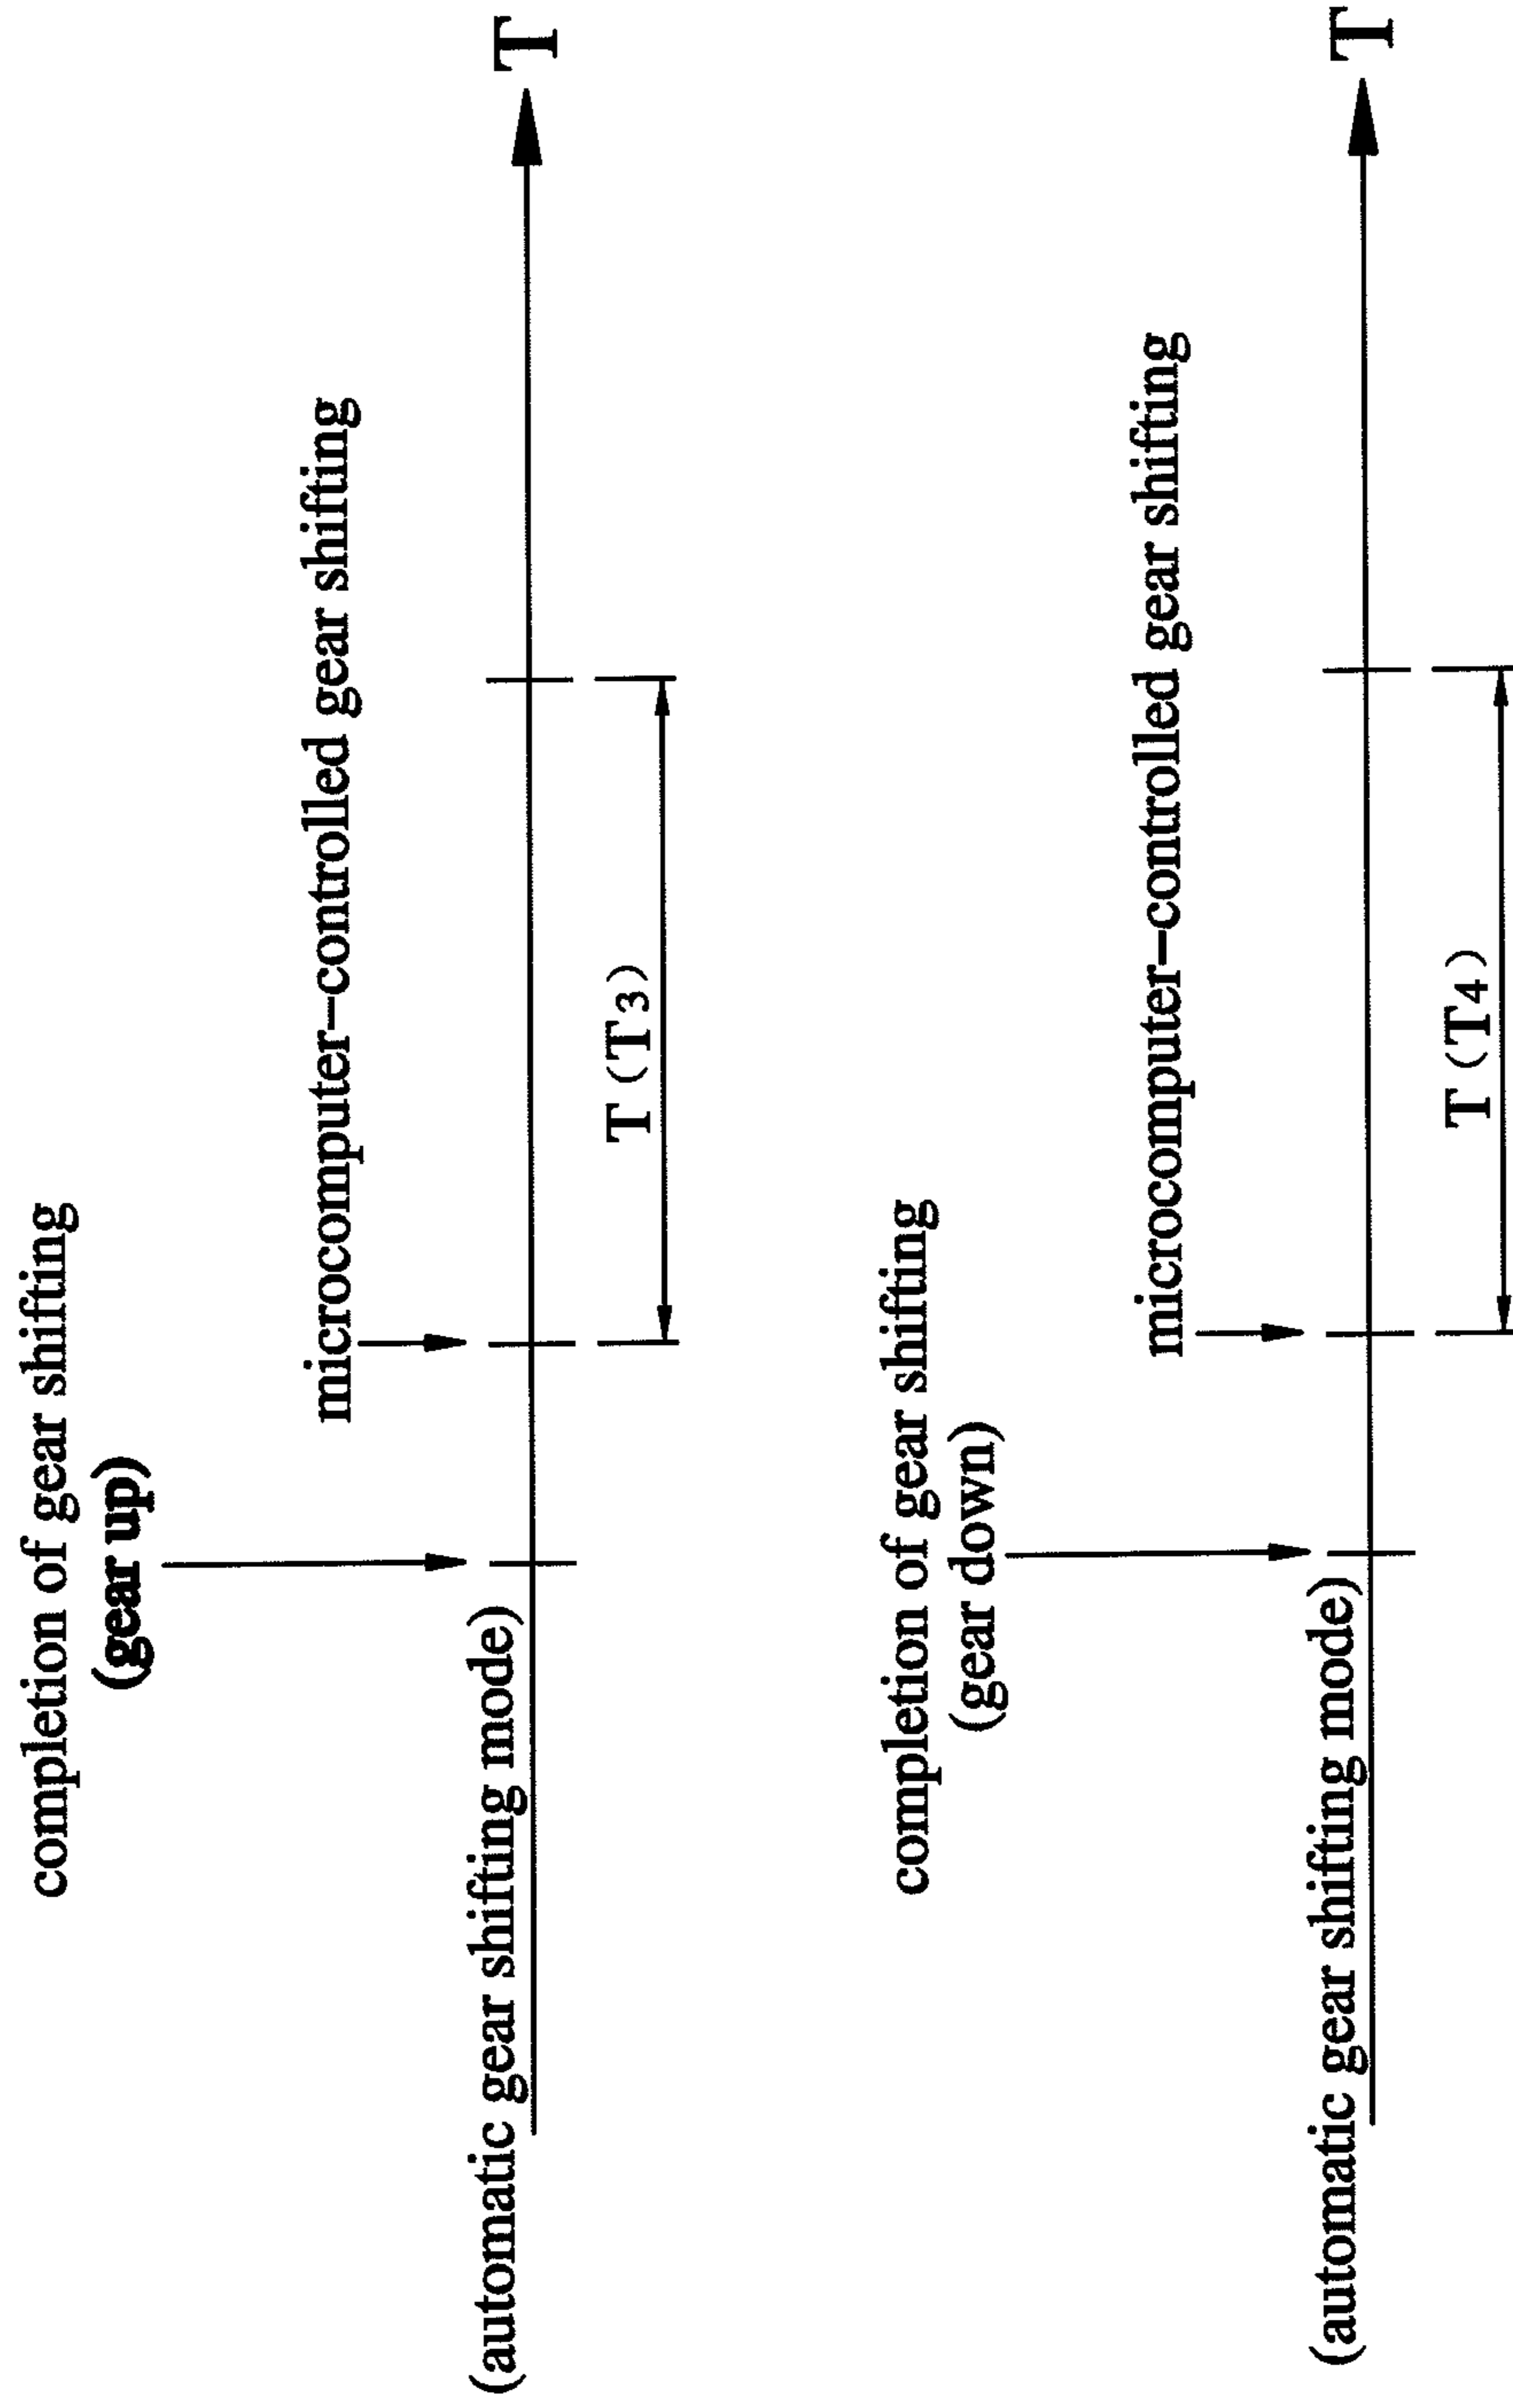 completion of gear shifting
(gear up)
microcomputer-controlled gear shifting
(automatic gear shifting mode)
T
T (T3)
completion of gear shifting
(gear down)
microcomputer-controlled gear shifting
(automatic gear shifting mode)
T
T (T4)